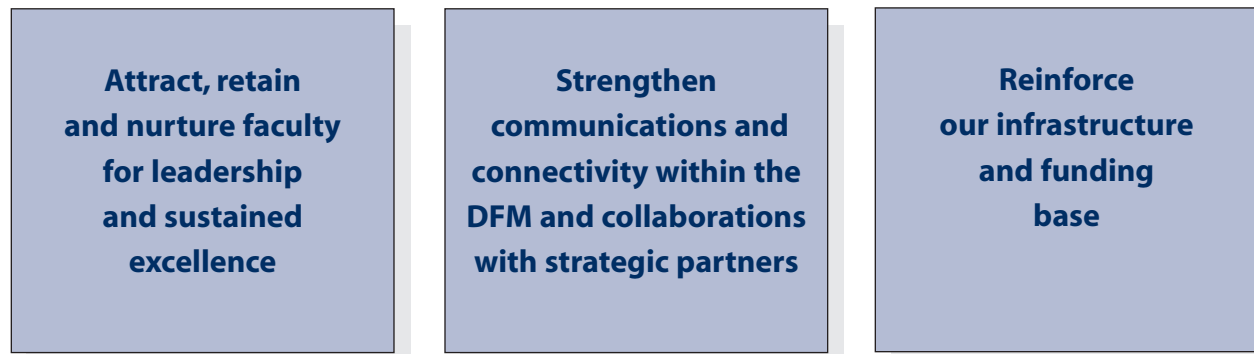 Attract, retain
and nurture faculty
for leadership
and sustained
excellence
Strengthen
communications and
connectivity within the
DFM and collaborations
with strategic partners
Reinforce
our infrastructure
and funding
base